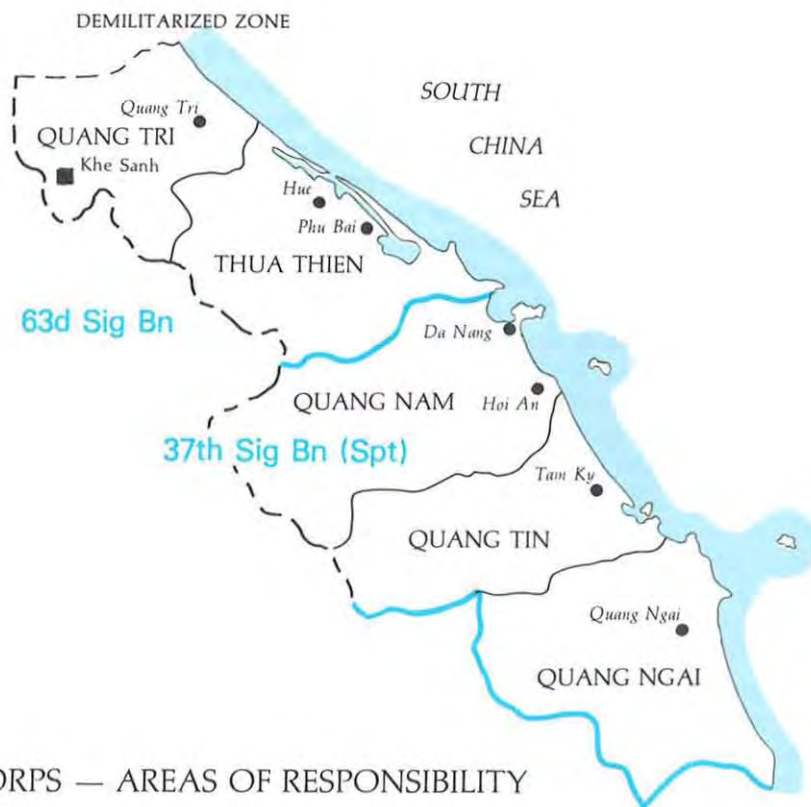 DEMILITARIZED ZONE
SOUTH
CHINA
SEA
Quang Tri
QUANG TRI
Khe Sanh
Hue
Phu Bai
THUA THIEN
63d Sig Bn
Da Nang
QUANG NAM
Hoi An
37th Sig Bn (Spt)
Tam Ky
QUANG TIN
Quang Ngai
QUANG NGAI
ORPS — AREAS OF RESPONSIBILITY